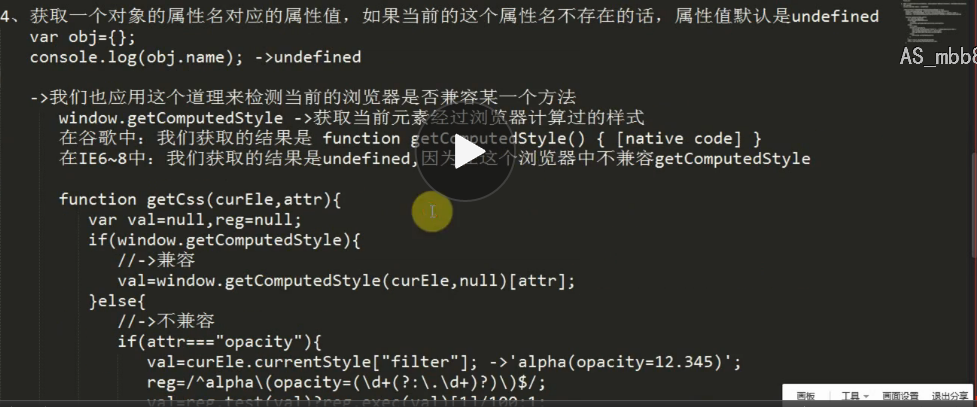 4、获取一个对象的属性名对应的属性值，如果当前的这个属性名不存在的话，属性值默认是undefined
var obj={};
console.log(obj.name); ->undefined
AS_mbb8
->我们也应用这个道理来检测当前的浏览器是否兼容某一个方法
window.getComputedStyle ->获取当前元素经过浏览器计算过的样式
在谷歌中：我们获取的结果是 function getComputedStyle() { [native code] }
在IE6~8中：我们获取的结果是undefined,因为在这个浏览器中不兼容getComputedStyle
function getCss(curEle,attr){
var val=null,reg=null;
if(window.getComputedStyle){
//->兼容
val=window.getComputedStyle(curEle,null)[attr];
}else{
//->不兼容
if(attr==="opacity"){
val=curEle.currentStyle["filter"]; ->'alpha(opacity=12.345)';
reg=/^alpha\(opacity=(\d+(?:\.\d+)?)\)$/;
val=reg.test(val)?reg.exec(val)[1]/100:1;
画板 工具 画面设置 退出分享